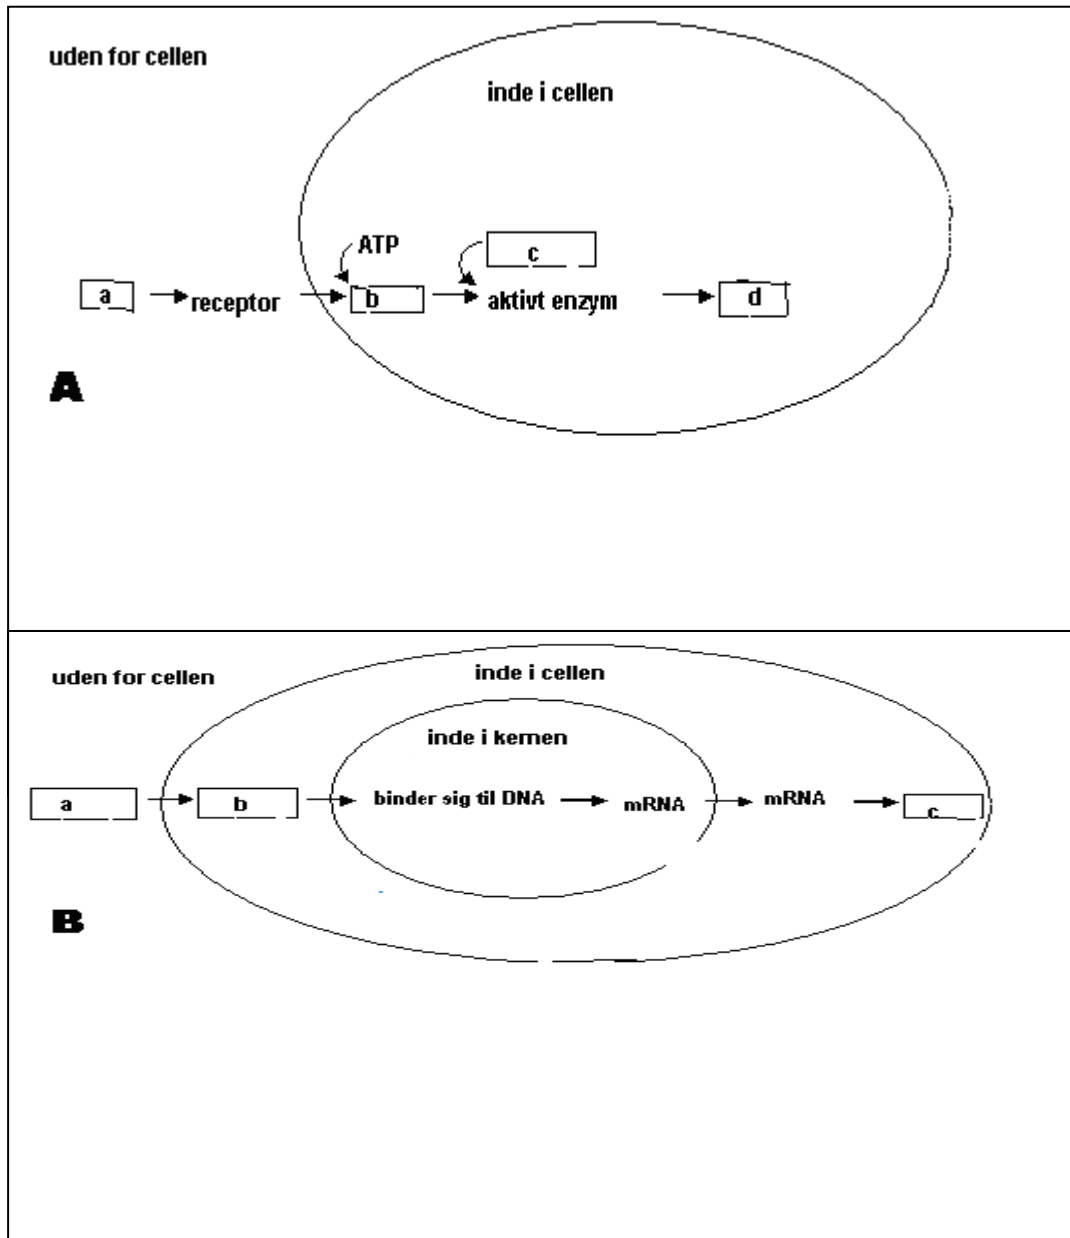 uden for cellen
inde i cellen
ATP
c
a
receptor
b
aktivt enzym
d
A
uden for cellen
inde i cellen
inde i kernen
a
b
binder sig til DNA
mRNA
mRNA
c
B